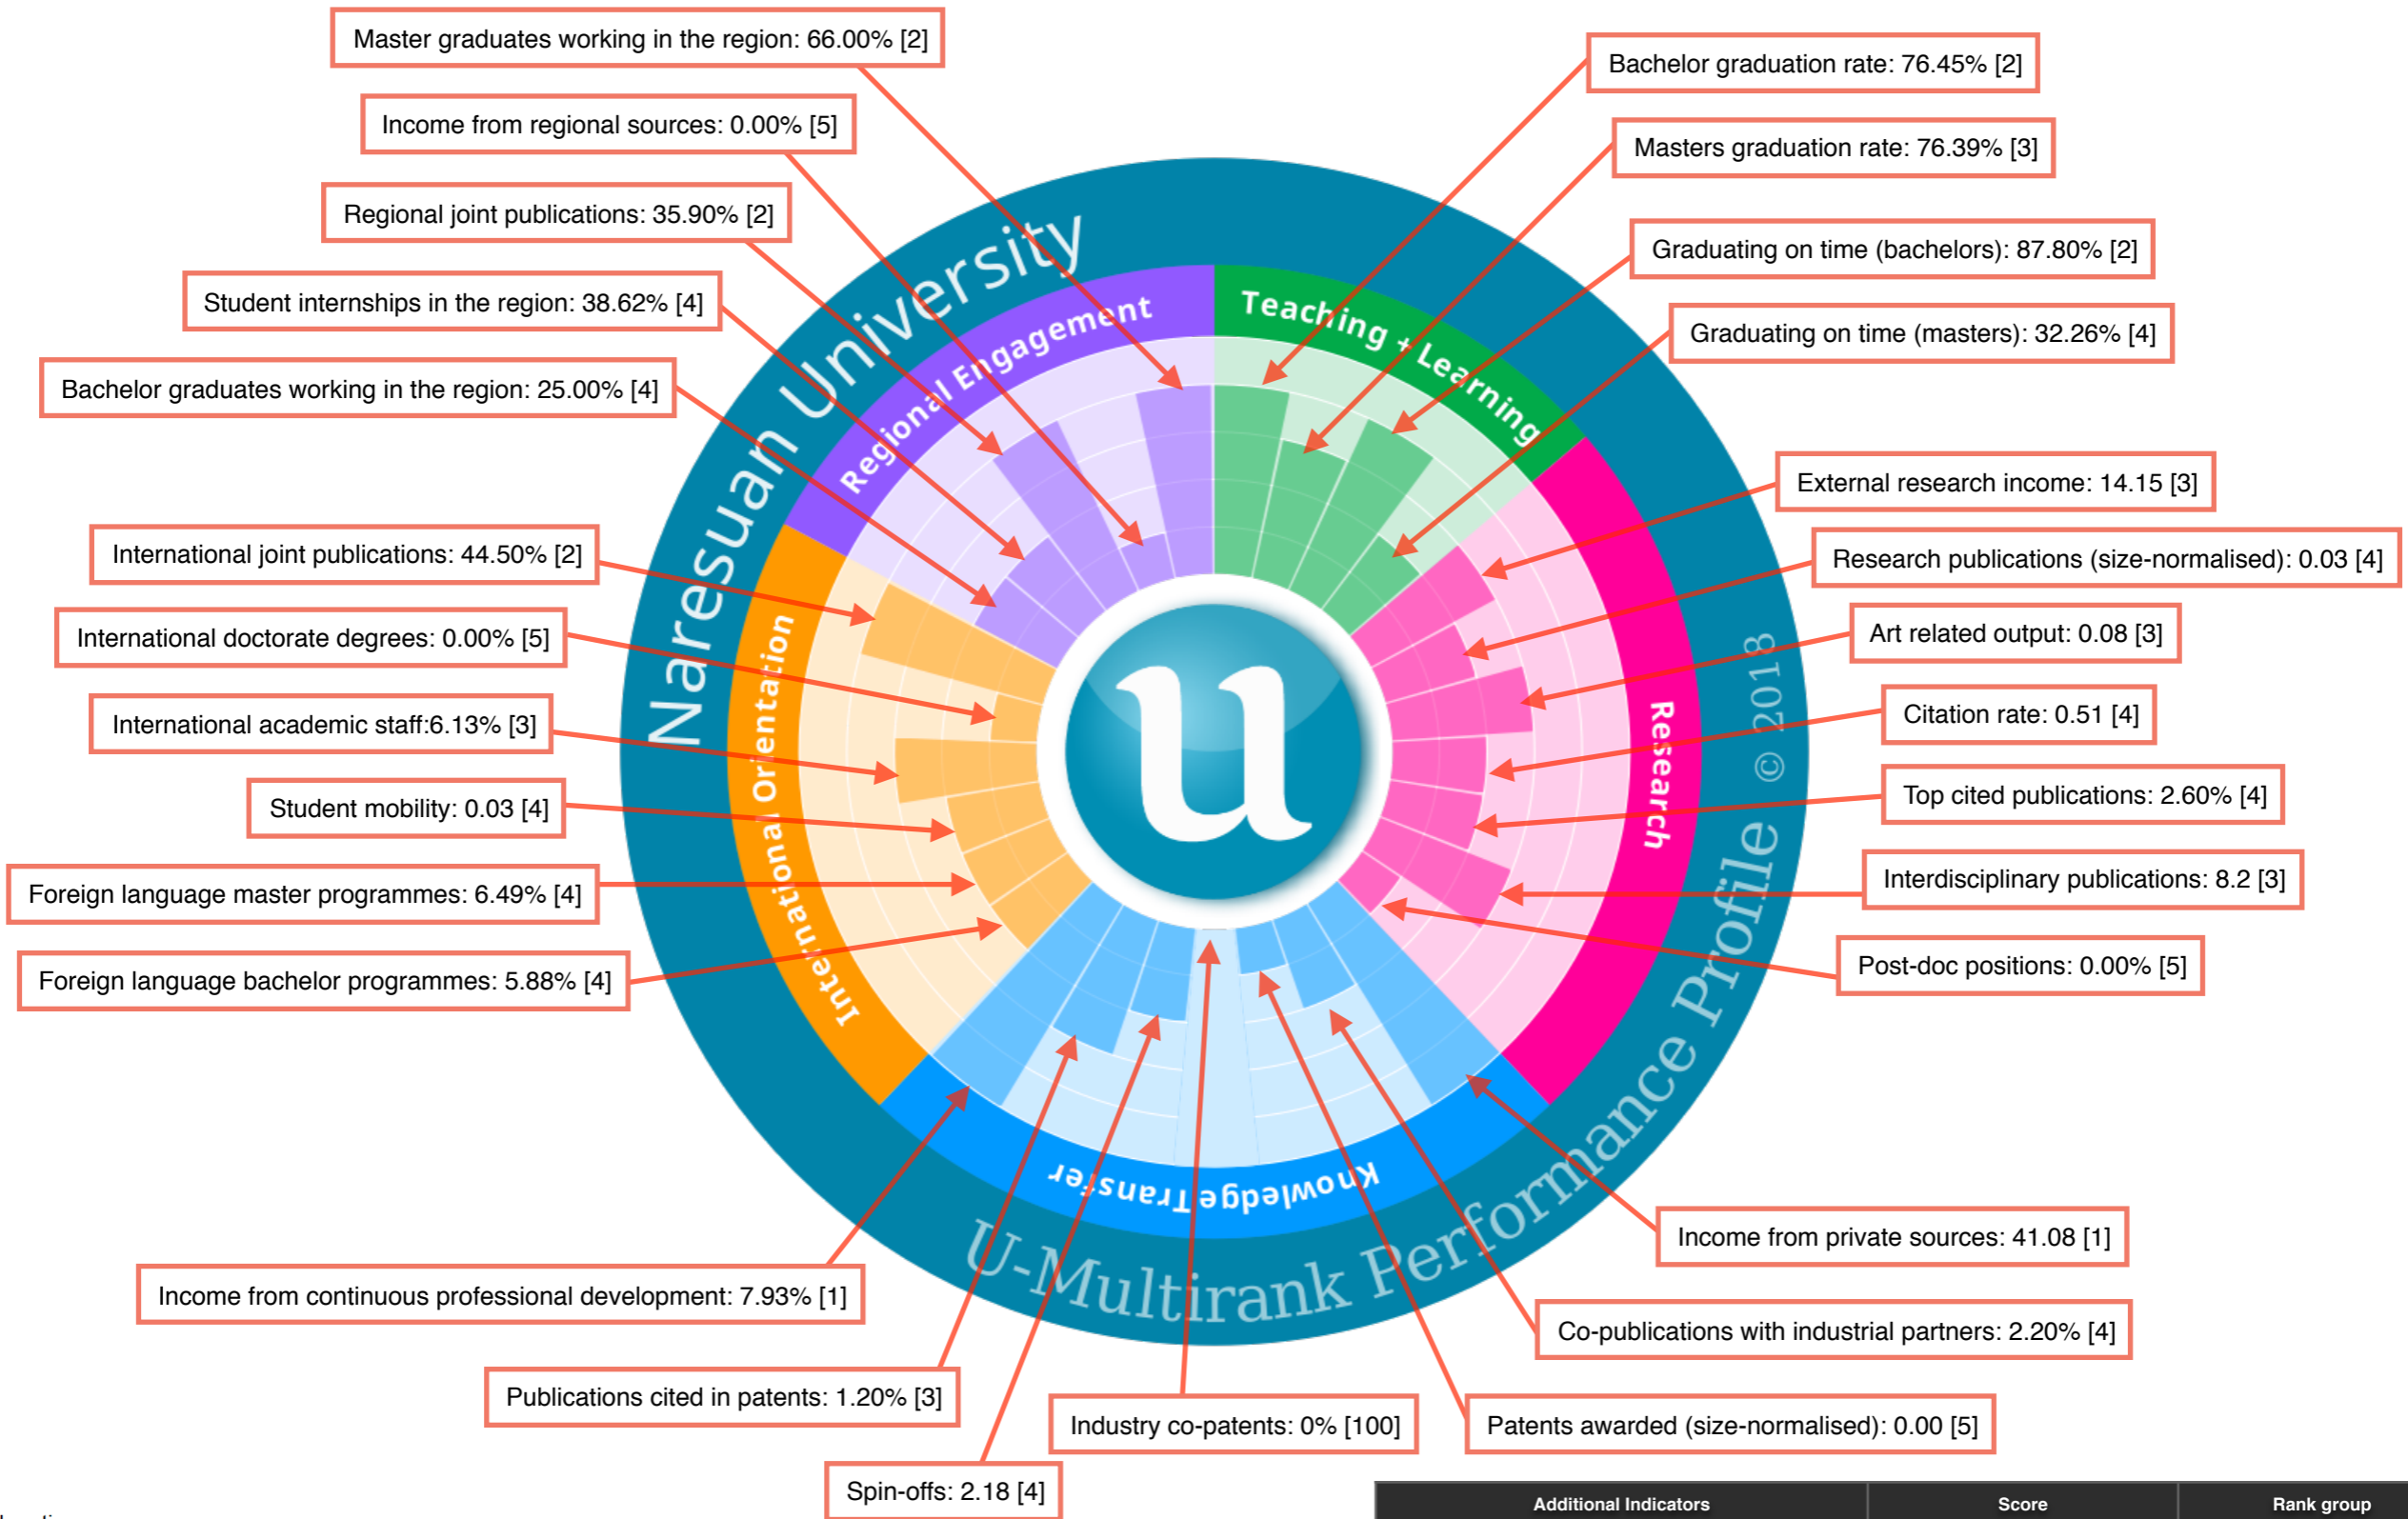 Master graduates working in the region: 66.00% [2]
Income from regional sources: 0.00% [5]
Regional joint publications: 35.90% [2]
Student internships in the region: 38.62% [4]
Bachelor graduates working in the region: 25.00% [4]
International joint publications: 44.50% [2]
International doctorate degrees: 0.00% [5]
International academic staff:6.13% [3]
Student mobility: 0.03 [4]
Foreign language master programmes: 6.49% [4]
Foreign language bachelor programmes: 5.88% [4]
Bachelor graduation rate: 76.45% [2]
Masters graduation rate: 76.39% [3]
Graduating on time (bachelors): 87.80% [2]
Graduating on time (masters): 32.26% [4]
External research income: 14.15 [3]
Research publications (size-normalised): 0.03 [4]
Art related output: 0.08 [3]
Citation rate: 0.51 [4]
Top cited publications: 2.60% [4]
Interdisciplinary publications: 8.2 [3]
Post-doc positions: 0.00% [5]
Naresuan University
Regional Engagement
Teaching + Learning
Research
Knowledge Transfer
International Orientation
u
U-Multirank Performance Profile © 2018
Income from private sources: 41.08 [1]
Income from continuous professional development: 7.93% [1]
Co-publications with industrial partners: 2.20% [4]
Publications cited in patents: 1.20% [3]
Industry co-patents: 0% [100]
Patents awarded (size-normalised): 0.00 [5]
Spin-offs: 2.18 [4]
Additional Indicators Score Rank group